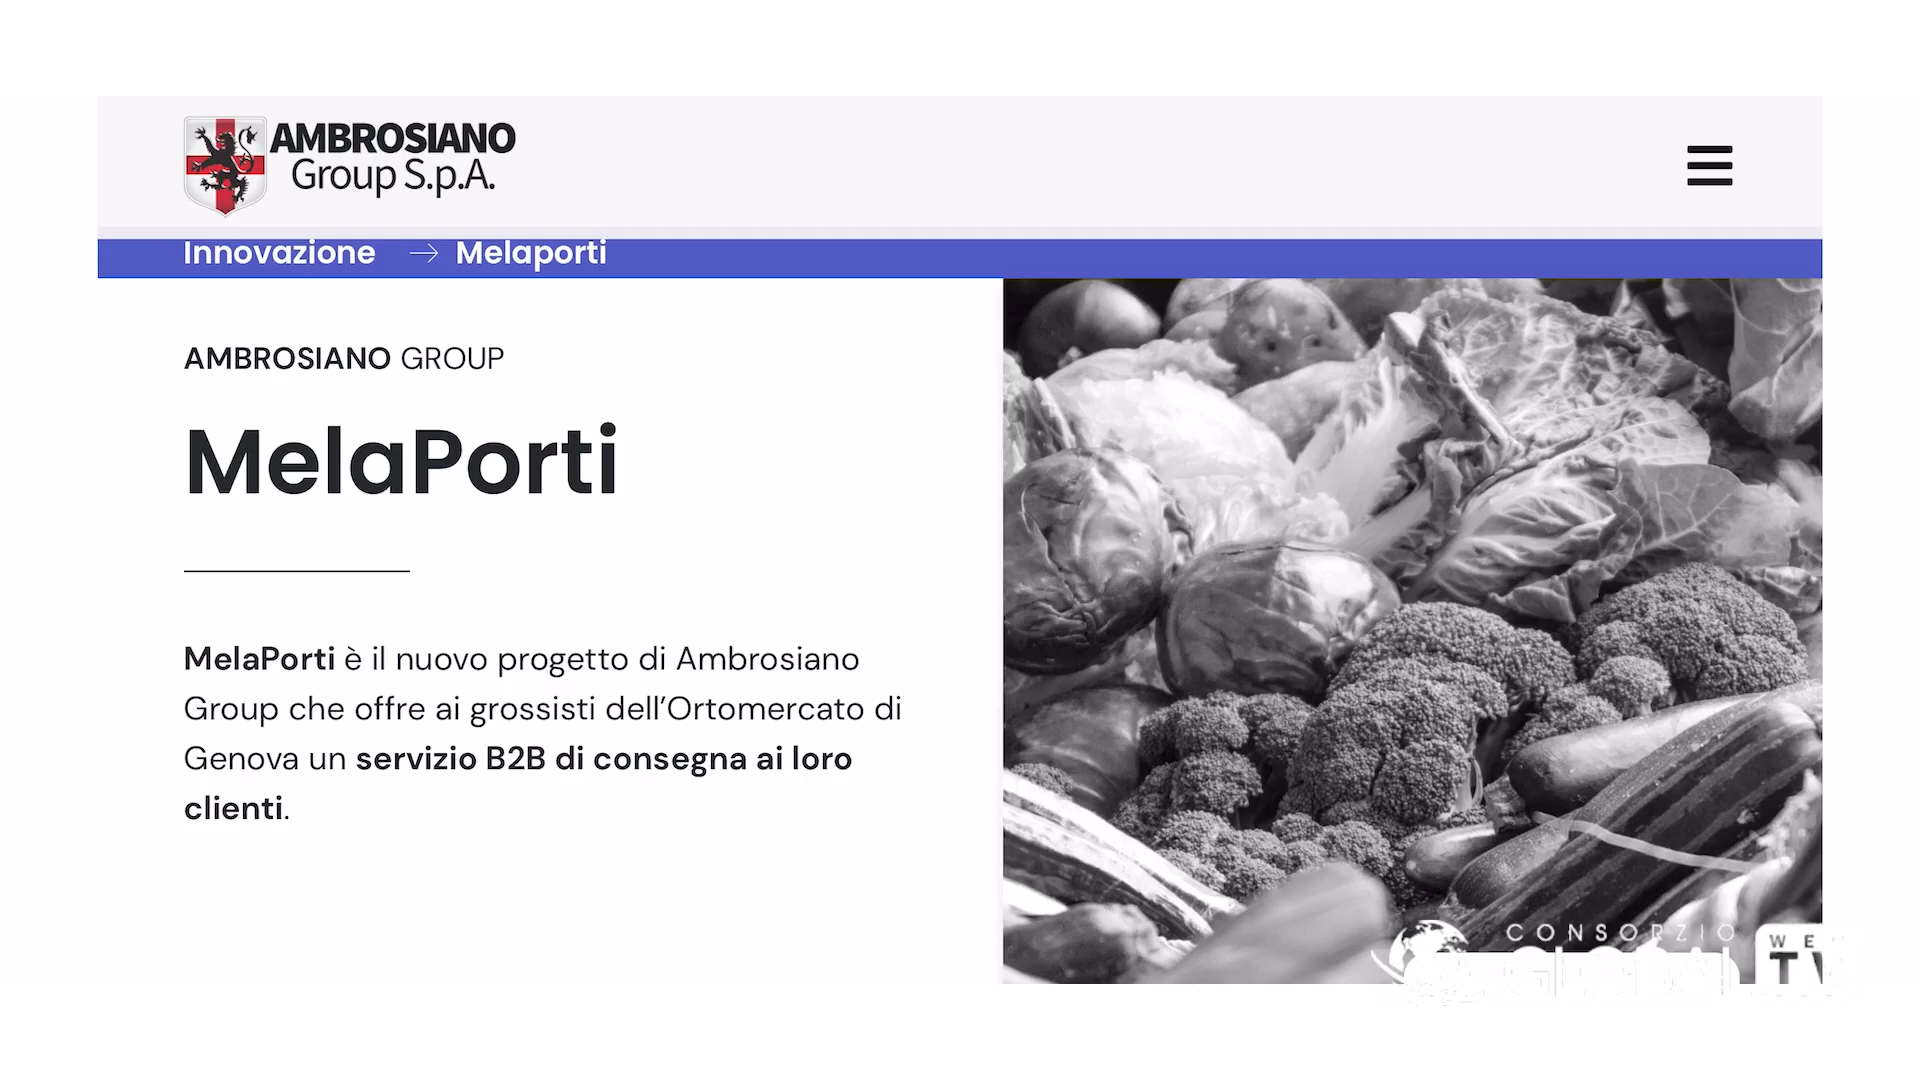 AMBROSIANO
Group S.p.A.
Innovazione → Melaporti
AMBROSIANO GROUP
MelaPorti
MelaPorti è il nuovo progetto di Ambrosiano
Group che offre ai grossisti dell’Ortomercato di
Genova un servizio B2B di consegna ai loro
clienti.
CONSORZIO